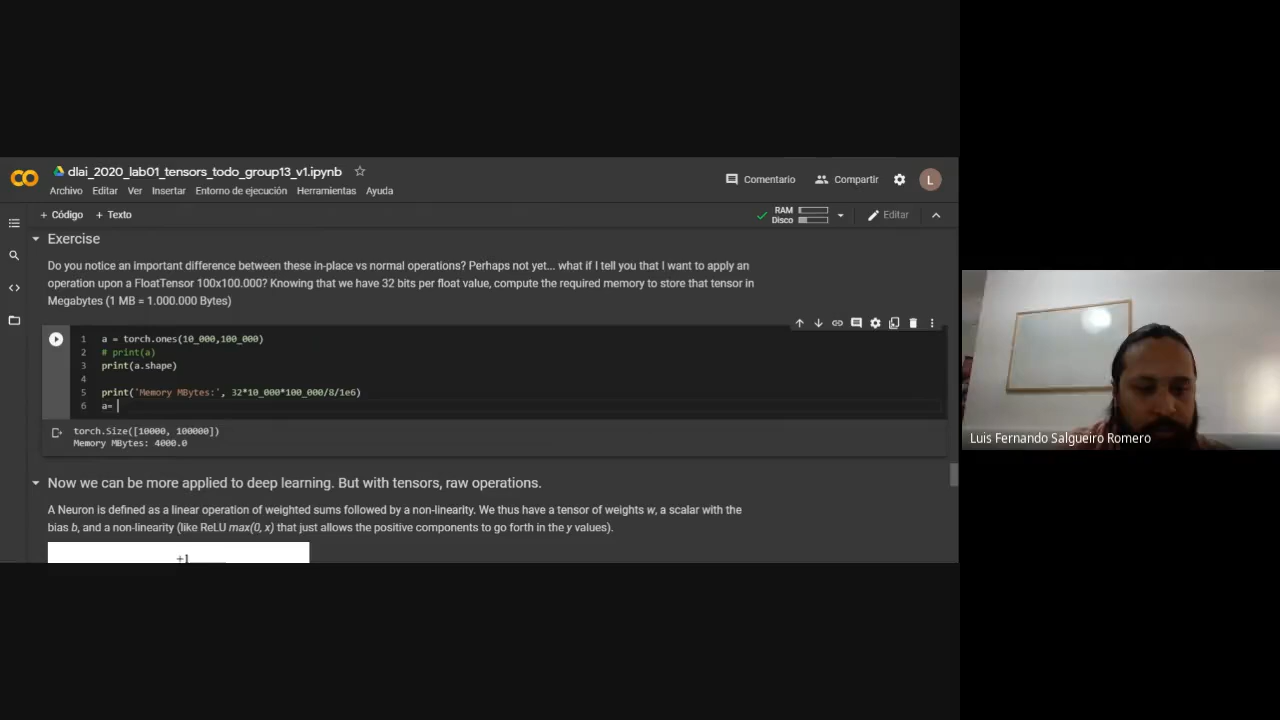 dlai_2020_lab01_tensors_todo_group13_v1.ipynb
Comentario
Compartir
L
Archivo Editar Ver Insertar Entorno de ejecución Herramientas Ayuda
+ Código + Texto
RAM
Disco
Editar
Exercise
Do you notice an important difference between these in-place vs normal operations? Perhaps not yet... what if I tell you that I want to apply an
operation upon a FloatTensor 100x100.000? Knowing that we have 32 bits per float value, compute the required memory to store that tensor in
Megabytes (1 MB = 1.000.000 Bytes)
1 a = torch.ones(10_000,100_000)
2 # print(a)
3 print(a.shape)
4
5 print('Memory MBytes:', 32*10_000*100_000/8/1e6)
6 a=
torch.Size([10000, 100000])
Memory MBytes: 4000.0
Now we can be more applied to deep learning. But with tensors, raw operations.
A Neuron is defined as a linear operation of weighted sums followed by a non-linearity. We thus have a tensor of weights w, a scalar with the
bias b, and a non-linearity (like ReLU max(0, x) that just allows the positive components to go forth in the y values).
+1
Luis Fernando Salgueiro Romero